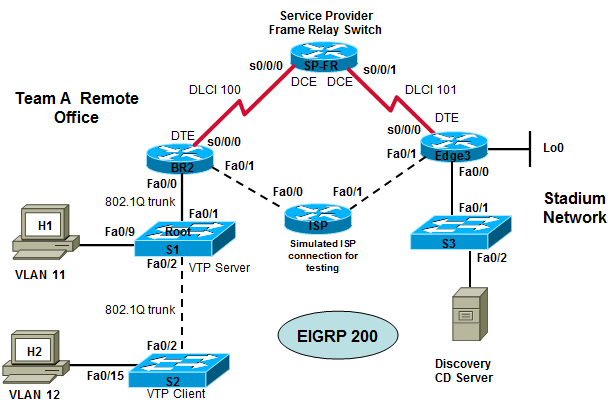 Service Provider
Frame Relay Switch
s0/0/0
SP-FR
s0/0/1
DCE DCE
DLCI 100
DLCI 101
Team A Remote
Office
DTE
s0/0/0
BR2
Fa0/1
DTE
s0/0/0
Fa0/1
Edge3
Lo0
Fa0/0
Fa0/0
802.1Q trunk
Fa0/0
Fa0/1
ISP
Simulated ISP
connection for
testing
Stadium
Network
H1
VLAN 11
Fa0/9
Fa0/1
Root
S1
Fa0/2
VTP Server
Fa0/1
S3
Fa0/2
802.1Q trunk
EIGRP 200
Discovery
CD Server
H2
VLAN 12
Fa0/15
Fa0/2
S2
VTP Client